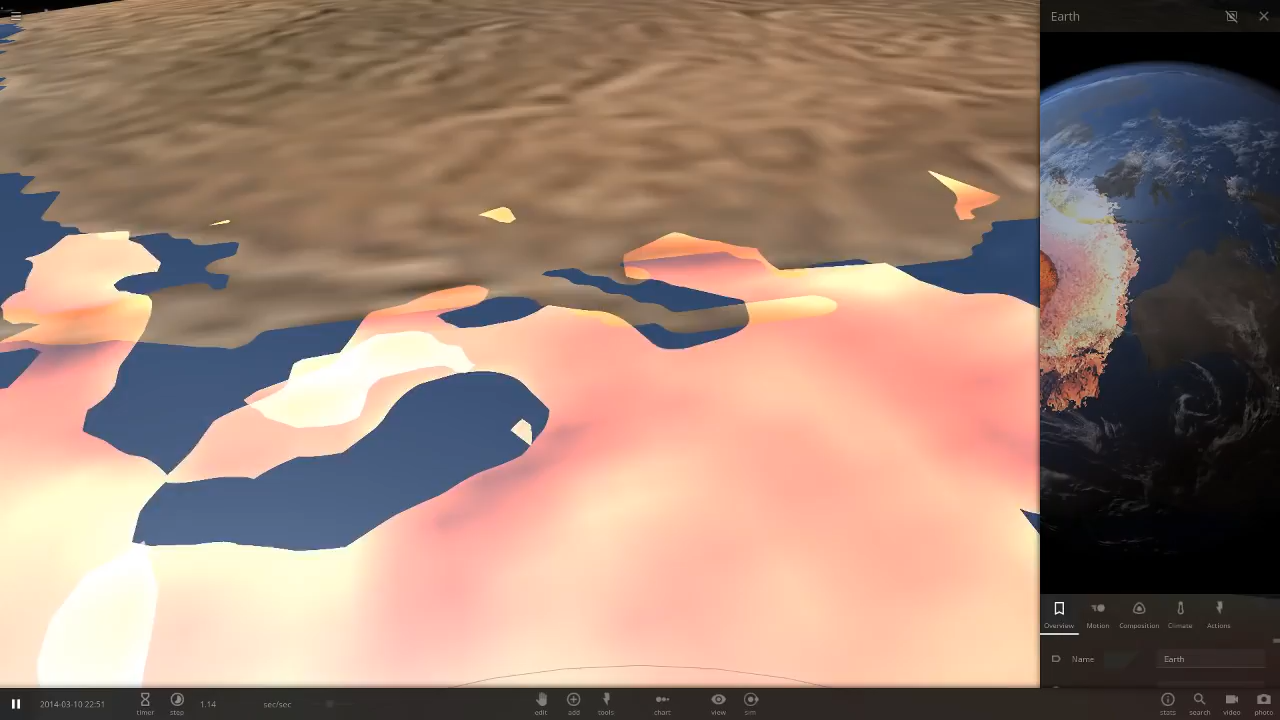 Earth
Overview Motion Composition Climate Actions
Name Earth
2014-03-10 22:51 timer step 1.14 sec/sec edit add tools chart view sim stats search video photo